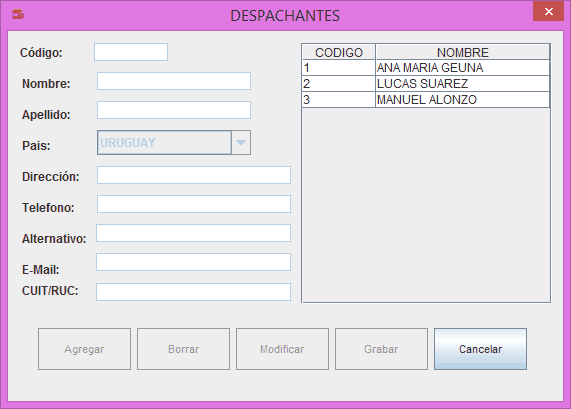 DESPACHANTES
Código:
Nombre:
Apellido:
Pais:
URUGUAY
Dirección:
Telefono:
Alternativo:
E-Mail:
CUIT/RUC:
CODIGO NOMBRE
1 ANA MARIA GEUNA
2 LUCAS SUAREZ
3 MANUEL ALONZO
Agregar Borrar Modificar Grabar Cancelar